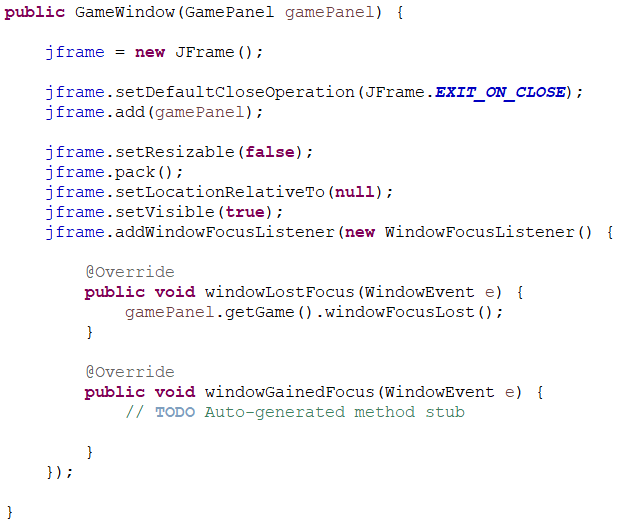 public GameWindow(GamePanel gamePanel) {
jframe = new JFrame();
jframe.setDefaultCloseOperation(JFrame.EXIT_ON_CLOSE);
jframe.add(gamePanel);
jframe.setResizable(false);
jframe.pack();
jframe.setLocationRelativeTo(null);
jframe.setVisible(true);
jframe.addWindowFocusListener(new WindowFocusListener() {
@Override
public void windowLostFocus(WindowEvent e) {
gamePanel.getGame().windowFocusLost();
}
@Override
public void windowGainedFocus(WindowEvent e) {
// TODO Auto-generated method stub
}
});
}